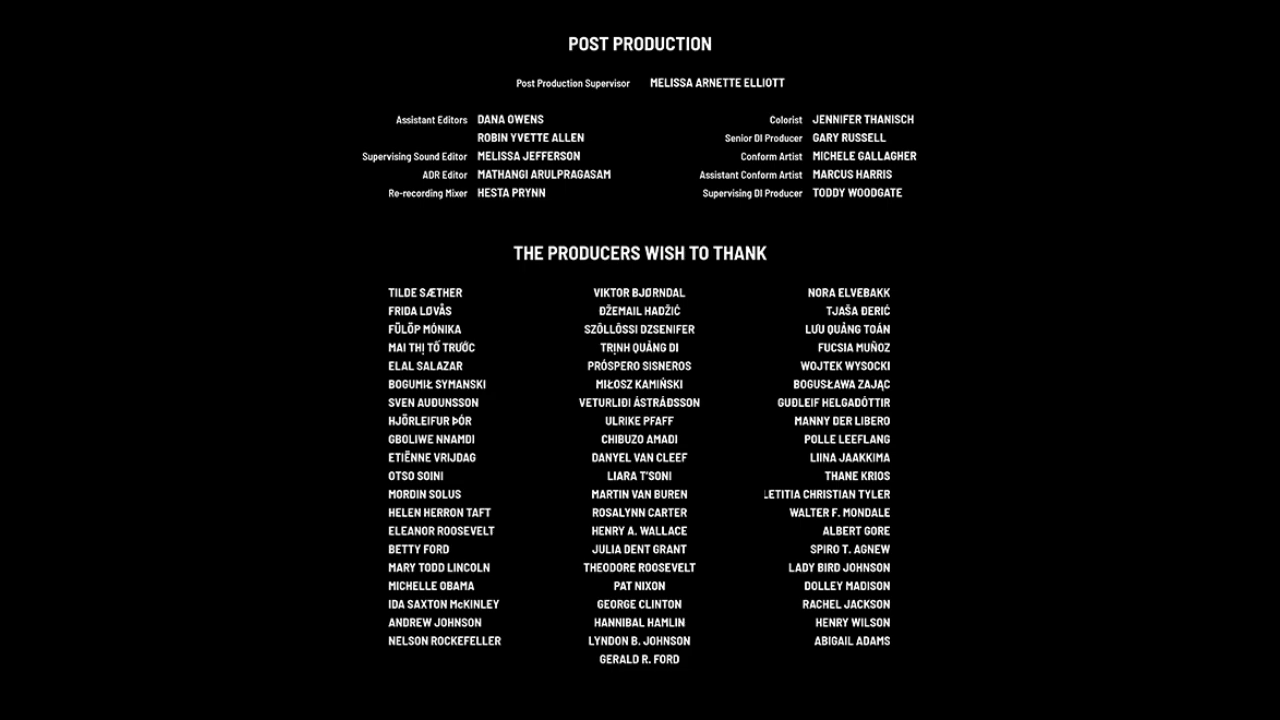 POST PRODUCTION
Post Production Supervisor MELISSA ARNETTE ELLIOTT
Assistant Editors DANA OWENS
ROBIN YVETTE ALLEN
Supervising Sound Editor MELISSA JEFFERSON
ADR Editor MATHANGI ARULPRAGASAM
Re-recording Mixer HESTA PRYNN
Colorist JENNIFER THANISCH
Senior DI Producer GARY RUSSELL
Conform Artist MICHELE GALLAGHER
Assistant Conform Artist MARCUS HARRIS
Supervising DI Producer TODDY WOODGATE
THE PRODUCERS WISH TO THANK
TILDE SÆTHER
FRIDA LØVÅS
FÜLÖP MÓNIKA
MAI THỊ TỐ TRƯỚC
ELAL SALAZAR
BOGUMIŁ SYMANSKI
SVEN AUÐUNSSON
HJÖRLEIFUR ÞÓR
GBOLIWE NNAMDI
ETIËNNE VRIJDAG
OTSO SOINI
MORDIN SOLUS
HELEN HERRON TAFT
ELEANOR ROOSEVELT
BETTY FORD
MARY TODD LINCOLN
MICHELLE OBAMA
IDA SAXTON McKINLEY
ANDREW JOHNSON
NELSON ROCKEFELLER
VIKTOR BJØRNDAL
ĐŽEMAIL HADŽIĆ
SZŐLLŐSSI DZSENIFER
TRỊNH QUẢNG DI
PRÓSPERO SISNEROS
MIŁOSZ KAMIŃSKI
VETURLIÐI ÁSTRÁÐSSON
ULRIKE PFAFF
CHIBUZO AMADI
DANYEL VAN CLEEF
LIARA T'SONI
MARTIN VAN BUREN
ROSALYNN CARTER
HENRY A. WALLACE
JULIA DENT GRANT
THEODORE ROOSEVELT
PAT NIXON
GEORGE CLINTON
HANNIBAL HAMLIN
LYNDON B. JOHNSON
GERALD R. FORD
NORA ELVEBAKK
TJAŠA ĐERIĆ
LƯU QUẢNG TOÁN
FUCSIA MUÑOZ
WOJTEK WYSOCKI
BOGUSŁAWA ZAJĄC
GUÐLEIF HELGADÓTTIR
MANNY DER LIBERO
POLLE LEEFLANG
LIINA JAAKKIMA
THANE KRIOS
LETITIA CHRISTIAN TYLER
WALTER F. MONDALE
ALBERT GORE
SPIRO T. AGNEW
LADY BIRD JOHNSON
DOLLEY MADISON
RACHEL JACKSON
HENRY WILSON
ABIGAIL ADAMS